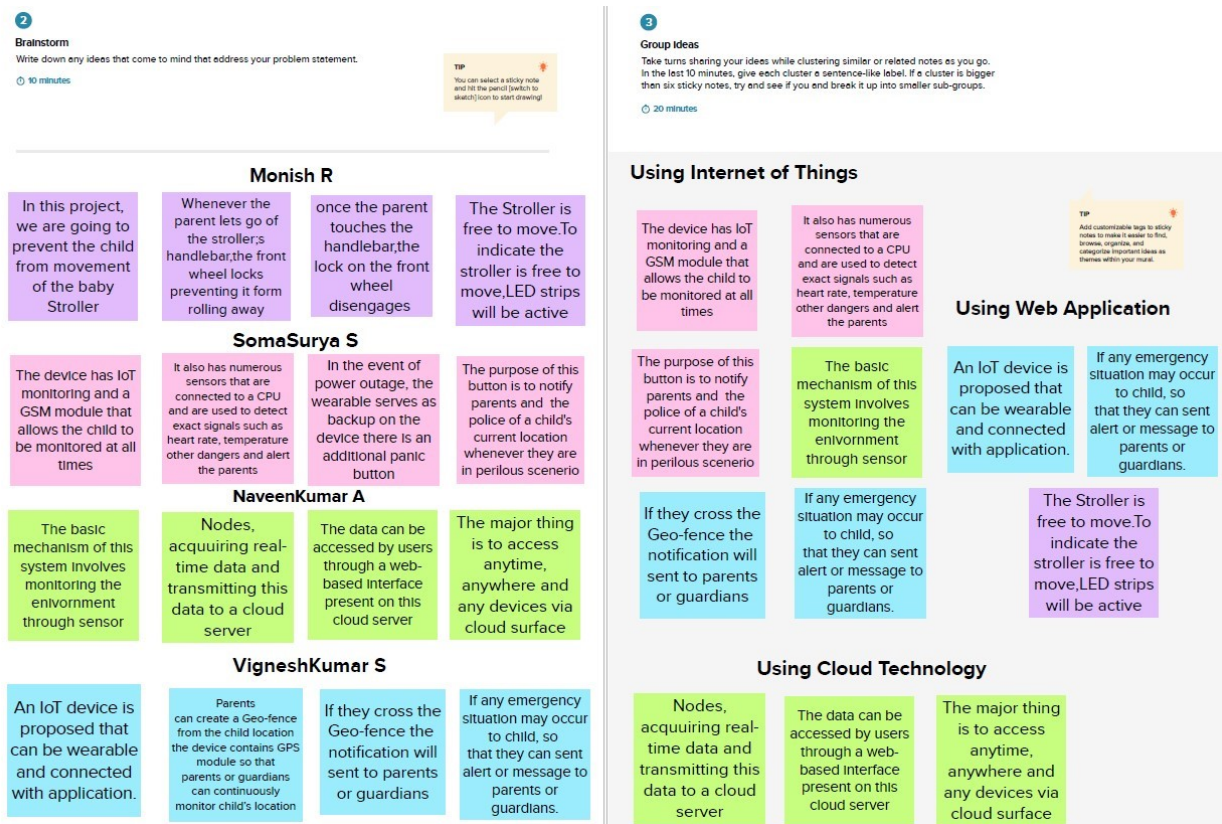 2
Brainstorm
Write down any ideas that come to mind that address your problem statement.
10 minutes
TIP
You can select a sticky note
and hit the pencil [switch to
sketch] icon to start drawing!
Monish R
In this project,
we are going to
prevent the child
from movement
of the baby
Stroller
Whenever the
parent lets go of
the stroller;s
handlebar,the front
wheel locks
preventing it form
rolling away
once the parent
touches the
handlebar,the
lock on the front
wheel
disengages
The Stroller is
free to move.To
indicate the
stroller is free to
move,LED strips
will be active
SomaSurya S
The device has IoT
monitoring and a
GSM module that
allows the child to
be monitored at all
times
It also has numerous
sensors that are
connected to a CPU
and are used to detect
exact signals such as
heart rate, temperature
other dangers and alert
the parents
In the event of
power outage, the
wearable serves as
backup on the
device there is an
additional panic
button
The purpose of this
button is to notify
parents and the
police of a child's
current location
whenever they are
in perilous scenerio
NaveenKumar A
The basic
mechanism of this
system involves
monitoring the
enivornment
through sensor
Nodes,
acquuiring real-
time data and
transmitting this
data to a cloud
server
The data can be
accessed by users
through a web-
based interface
present on this
cloud server
The major thing
is to access
anytime,
anywhere and
any devices via
cloud surface
VigneshKumar S
An IoT device is
proposed that
can be wearable
and connected
with application.
Parents
can create a Geo-fence
from the child location
the device contains GPS
module so that
parents or guardians
can continuously
monitor child's location
If they cross the
Geo-fence the
notification will
sent to parents
or guardians
If any emergency
situation may occur
to child, so
that they can sent
alert or message to
parents or
guardians.
3
Group ideas
Take turns sharing your ideas while clustering similar or related notes as you go.
In the last 10 minutes, give each cluster a sentence-like label. If a cluster is bigger
than six sticky notes, try and see if you and break it up into smaller sub-groups.
20 minutes
Using Internet of Things
The device has IoT
monitoring and a
GSM module that
allows the child to
be monitored at all
times
It also has numerous
sensors that are
connected to a CPU
and are used to detect
exact signals such as
heart rate, temperature
other dangers and alert
the parents
TIP
Add customizable tags to sticky
notes to make it easier to find,
browse, organize, and
categorize important ideas as
themes within your mural.
The purpose of this
button is to notify
parents and the
police of a child's
current location
whenever they are
in perilous scenerio
The basic
mechanism of this
system involves
monitoring the
enivornment
through sensor
If they cross the
Geo-fence the
notification will
sent to parents
or guardians
If any emergency
situation may occur
to child, so
that they can sent
alert or message to
parents or
guardians.
Using Web Application
An IoT device is
proposed that
can be wearable
and connected
with application.
If any emergency
situation may occur
to child, so
that they can sent
alert or message to
parents or
guardians.
The Stroller is
free to move.To
indicate the
stroller is free to
move,LED strips
will be active
Using Cloud Technology
Nodes,
acquuiring real-
time data and
transmitting this
data to a cloud
server
The data can be
accessed by users
through a web-
based interface
present on this
cloud server
The major thing
is to access
anytime,
anywhere and
any devices via
cloud surface